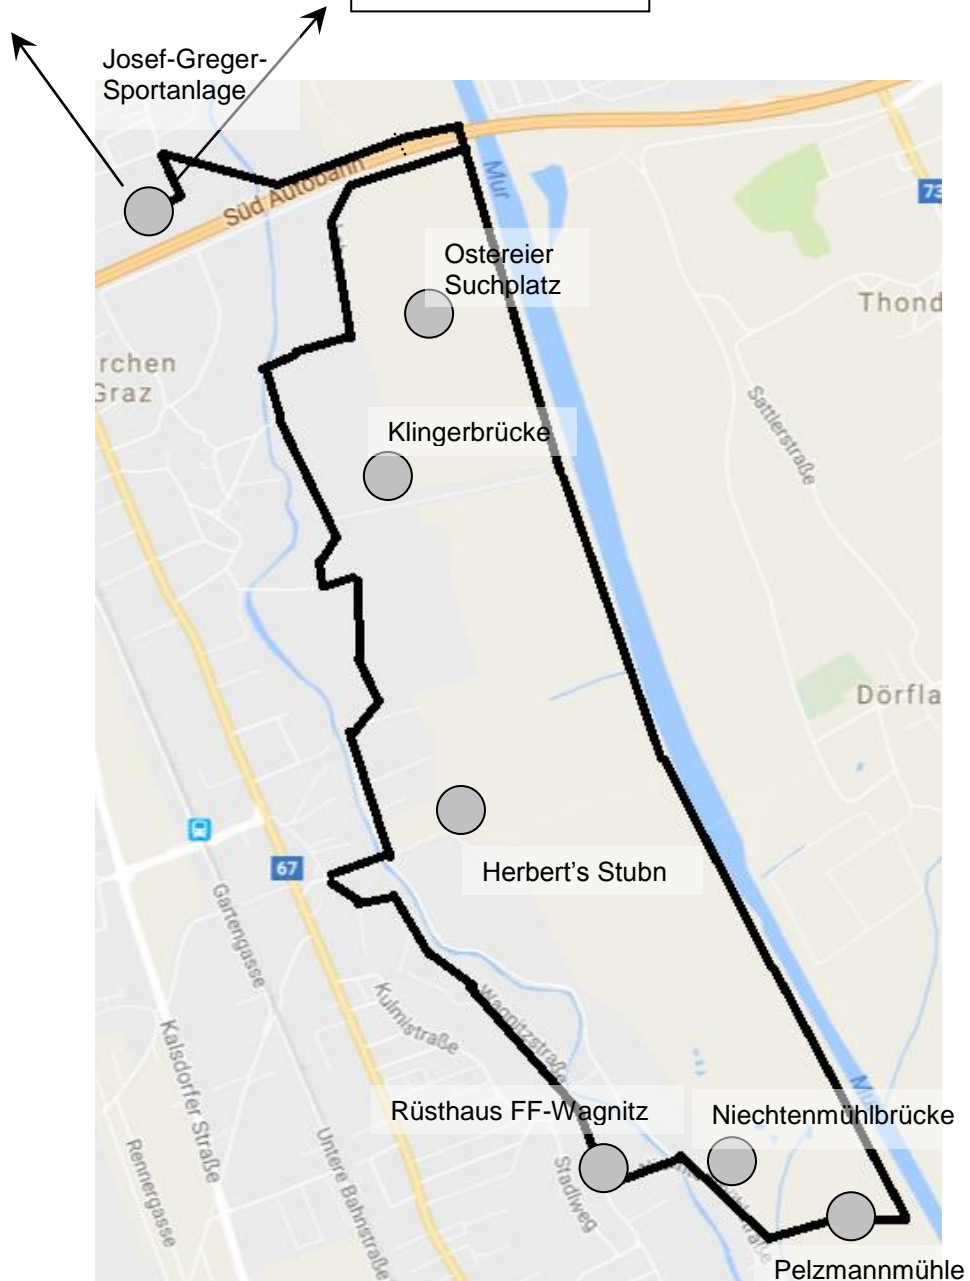 Josef-Greger-
Sportanlage
Süd Autobahn
Mur
73
Ostereier
Suchplatz
Thond
rchen
Graz
Sattlerstraße
Klingerbrücke
Dörfla
Herbert's Stubn
67
Gartengasse
Kulmistraße
Wagnitzstraße
Kalsdorfer Straße
Rüsthaus FF-Wagnitz
Niechtenmühlbrücke
Mur
Rennergasse
Untere Bahnstraße
Stadlweg
Pelzmannmühle